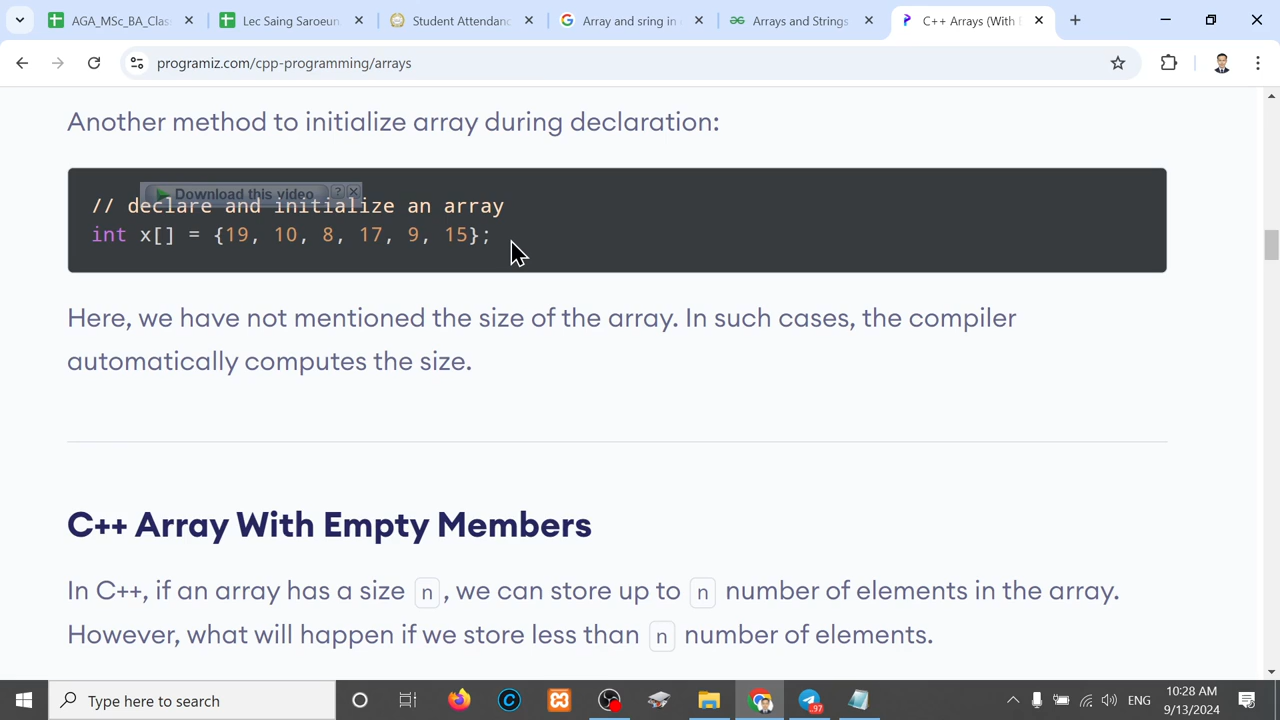 AGA_MSc_BA_Clas
Lec Saing Saroeun
Student Attendanc
Array and sring in
Arrays and Strings
C++ Arrays (With
programiz.com/cpp-programming/arrays
Another method to initialize array during declaration:
Download this video ?
// declare and initialize an array
int x[] = {19, 10, 8, 17, 9, 15};
Here, we have not mentioned the size of the array. In such cases, the compiler
automatically computes the size.
C++ Array With Empty Members
In C++, if an array has a size n, we can store up to n number of elements in the array.
However, what will happen if we store less than n number of elements.
Type here to search
.97
ENG
10:28 AM
9/13/2024